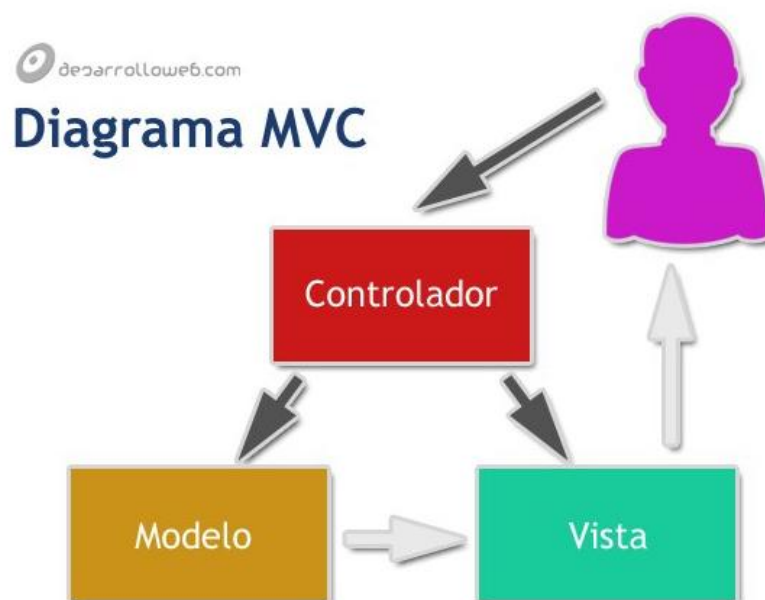 desarrolloweb.com
Diagrama MVC
Controlador
Modelo
Vista